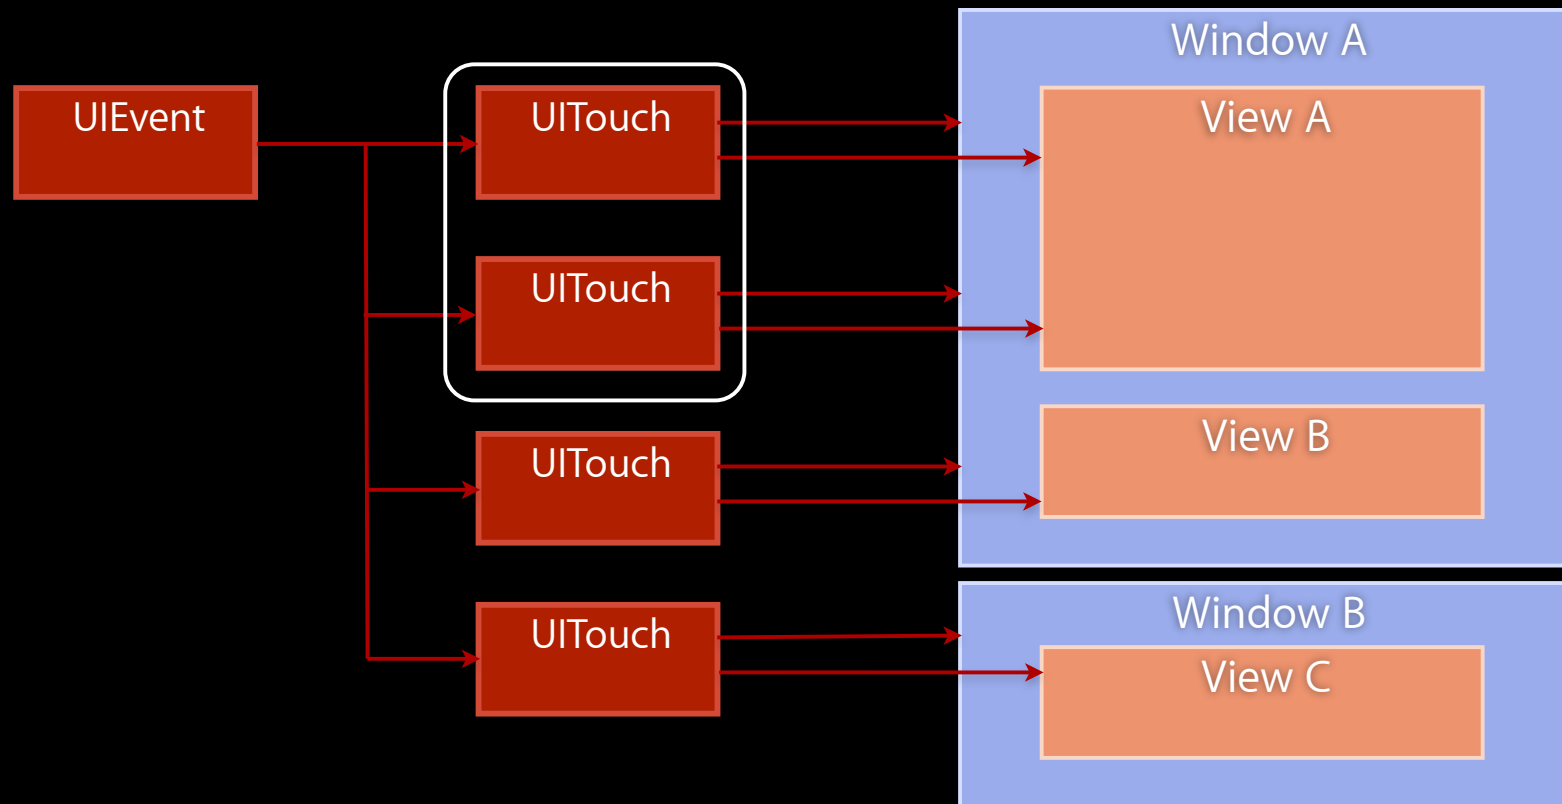 Window A
UIEvent
UITouch
View A
UITouch
View B
UITouch
Window B
UITouch
View C